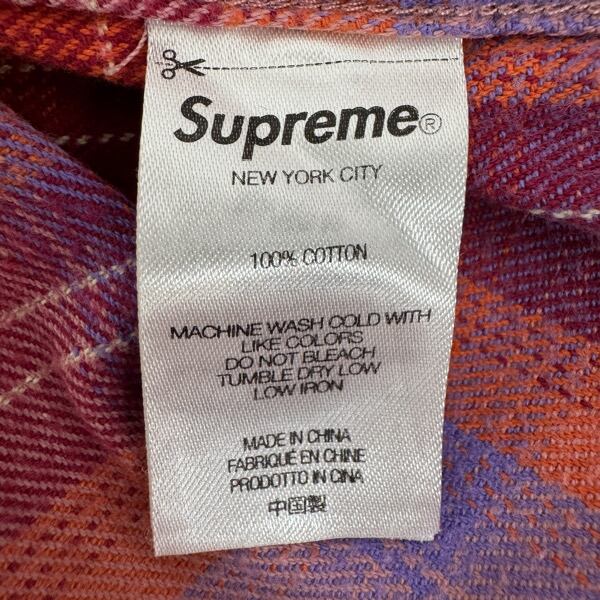 Supreme®
NEW YORK CITY
100% COTTON
MACHINE WASH COLD WITH
LIKE COLORS
DO NOT BLEACH
TUMBLE DRY LOW
LOW IRON
MADE IN CHINA
FABRIQUÉ EN CHINE
PRODOTTO IN CINA
中国製